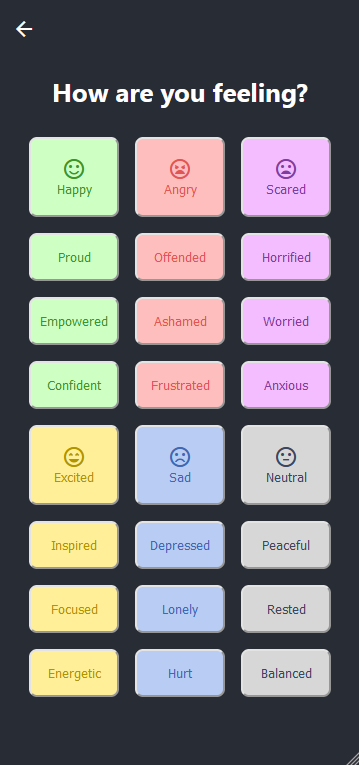 How are you feeling?
Happy Angry Scared
Proud Offended Horrified
Empowered Ashamed Worried
Confident Frustrated Anxious
Excited Sad Neutral
Inspired Depressed Peaceful
Focused Lonely Rested
Energetic Hurt Balanced